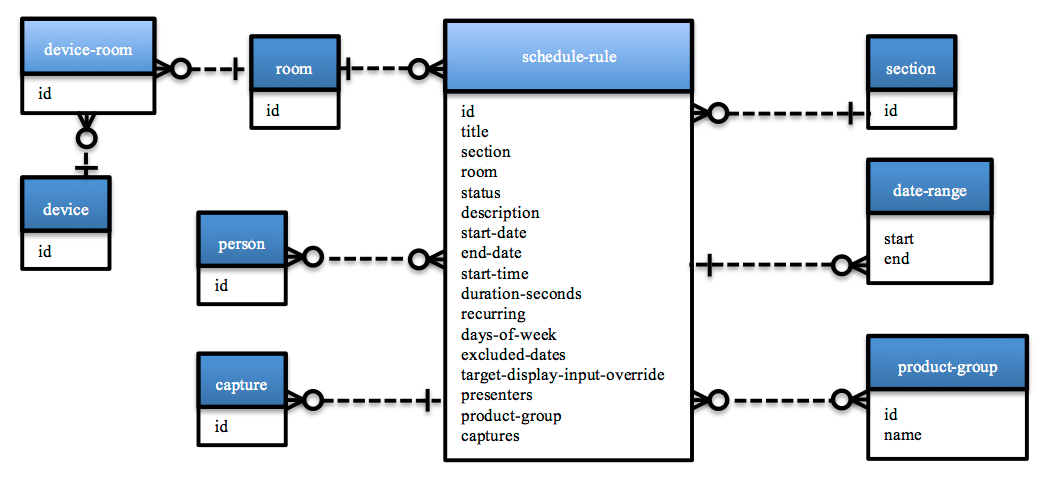 device-room
id
room
id
schedule-rule
id
title
section
room
status
description
start-date
end-date
start-time
duration-seconds
recurring
days-of-week
excluded-dates
target-display-input-override
presenters
product-group
captures
section
id
device
id
person
id
date-range
start
end
capture
id
product-group
id
name